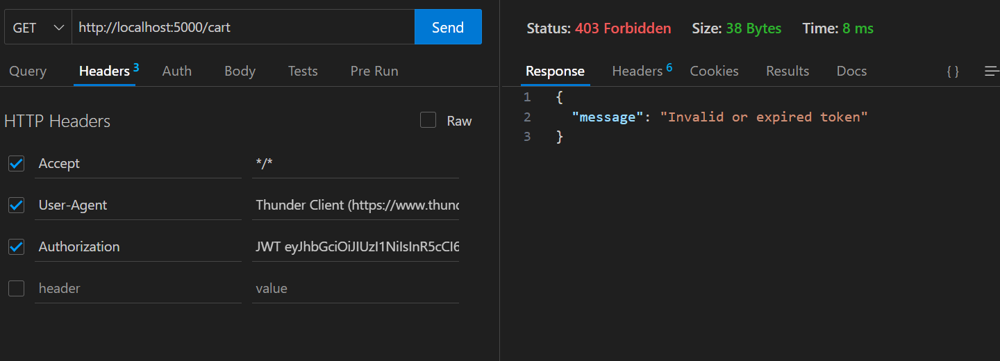 GET http://localhost:5000/cart Send
Query Headers 3 Auth Body Tests Pre Run
HTTP Headers Raw
Accept */*
User-Agent Thunder Client (https://www.thund
Authorization JWT eyJhbGciOiJIUzI1NiIsInR5cCI6
header value
Status: 403 Forbidden Size: 38 Bytes Time: 8 ms
Response Headers 6 Cookies Results Docs { }
1 {
2 "message": "Invalid or expired token"
3 }